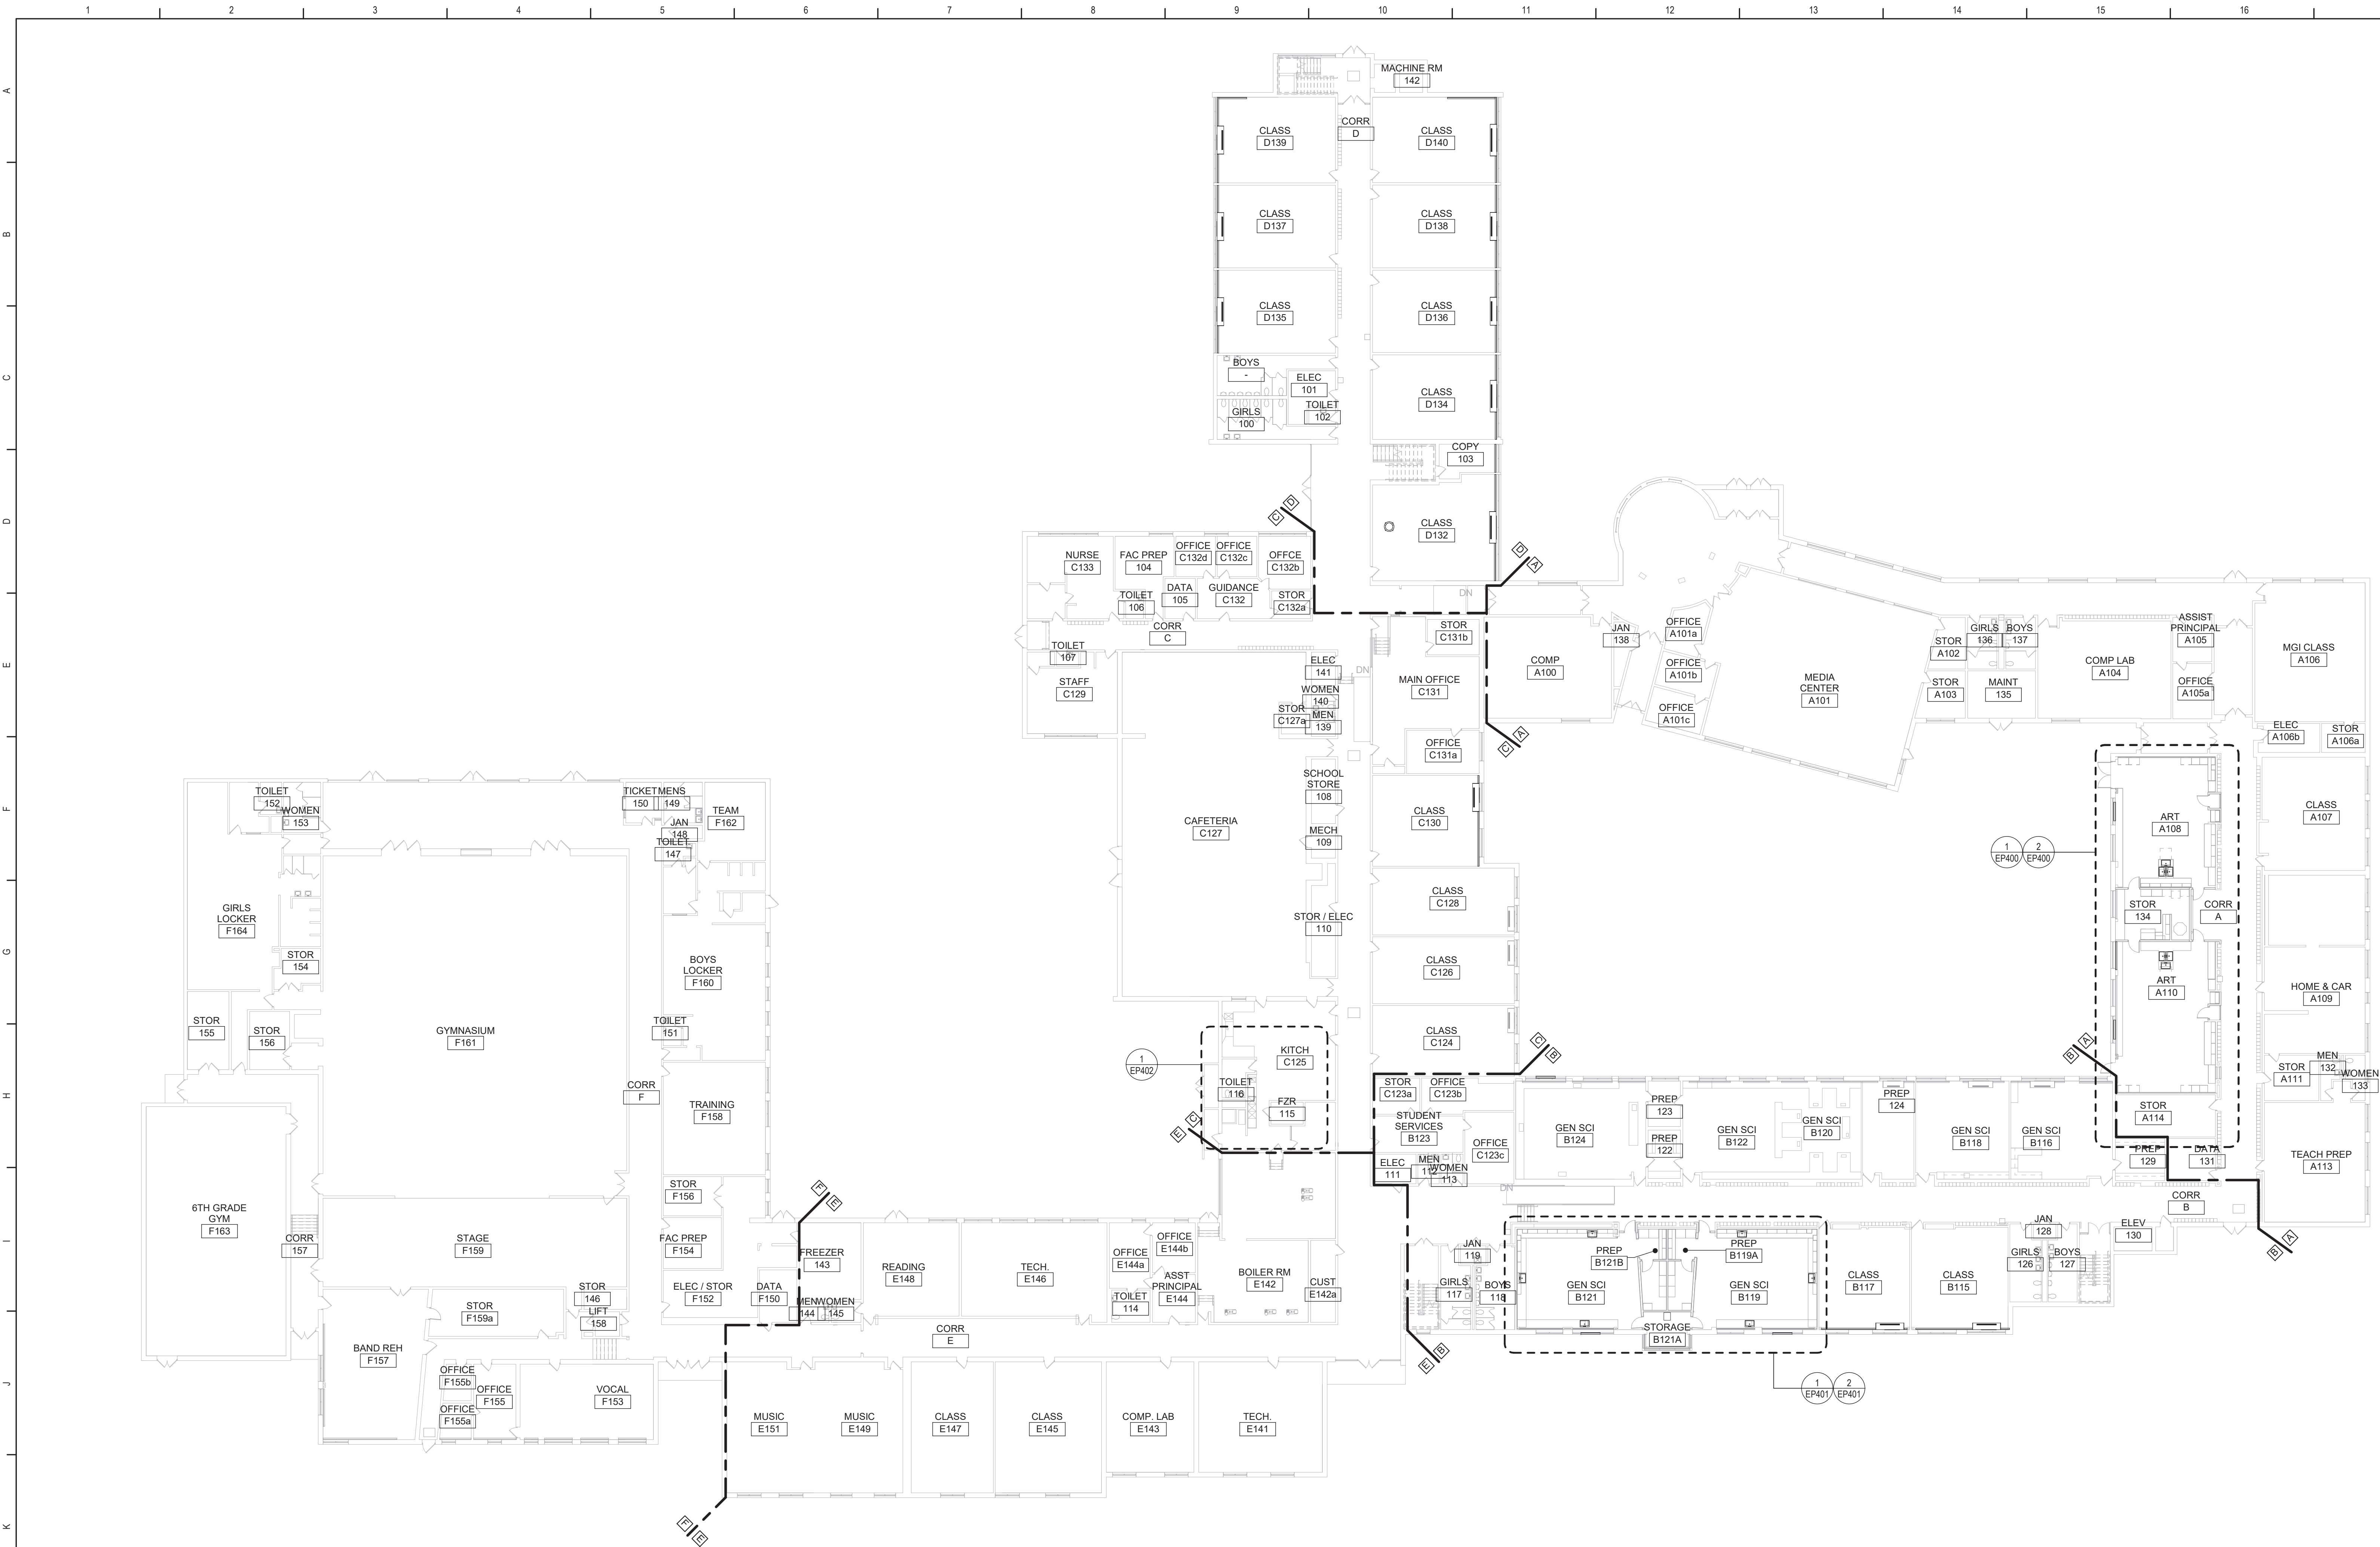 1 2 3 4 5 6 7 8 9 10 11 12 13 14 15 16
A
B
C
D
E
F
G
H
I
J
K
MACHINE RM
142
CLASS
D139
CORR
D
CLASS
D140
CLASS
D137
CLASS
D138
CLASS
D135
CLASS
D136
BOYS
-
ELEC
101
TOILET
102
GIRLS
100
CLASS
D134
COPY
103
CLASS
D132
C D
D A
NURSE
C133
FAC PREP
104
OFFICE
C132d
OFFICE
C132c
OFFCE
C132b
TOILET
106
DATA
105
GUIDANCE
C132
STOR
C132a
CORR
C
DN
TOILET
107
STAFF
C129
ELEC
141
DN
WOMEN
140
STOR
C127a
MEN
139
STOR
C131b
MAIN OFFICE
C131
OFFICE
C131a
C A
COMP
A100
JAN
138
OFFICE
A101a
OFFICE
A101b
OFFICE
A101c
MEDIA
CENTER
A101
STOR
A102
GIRLS
136
BOYS
137
STOR
A103
MAINT
135
COMP LAB
A104
ASSIST
PRINCIPAL
A105
OFFICE
A105a
MGI CLASS
A106
ELEC
A106b
STOR
A106a
SCHOOL
STORE
108
CAFETERIA
C127
MECH
109
STOR / ELEC
110
CLASS
C130
CLASS
C128
CLASS
C126
CLASS
C124
C B
1
EP400
2
EP400
ART
A108
STOR
134
CORR
A
ART
A110
CLASS
A107
HOME & CAR
A109
B A
STOR
A111
MEN
132
WOMEN
133
STOR
A114
TEACH PREP
A113
TOILET
152
WOMEN
153
TICKET
150
MENS
149
JAN
148
TOILET
147
TEAM
F162
GIRLS
LOCKER
F164
STOR
154
STOR
155
STOR
156
GYMNASIUM
F161
BOYS
LOCKER
F160
TOILET
151
CORR
F
TRAINING
F158
STOR
F156
FAC PREP
F154
ELEC / STOR
F152
DATA
F150
6TH GRADE
GYM
F163
CORR
157
STAGE
F159
STOR
146
LIFT
158
STOR
F159a
BAND REH
F157
OFFICE
F155b
OFFICE
F155
OFFICE
F155a
VOCAL
F153
1
EP402
KITCH
C125
TOILET
116
FZR
115
E C
F E
FREEZER
143
MEN
144
WOMEN
145
READING
E148
TECH.
E146
OFFICE
E144a
OFFICE
E144b
ASST
PRINCIPAL
E144
TOILET
114
BOILER RM
E142
CUST
E142a
CORR
E
MUSIC
E151
MUSIC
E149
CLASS
E147
CLASS
E145
COMP. LAB
E143
TECH.
E141
F E
STOR
C123a
OFFICE
C123b
STUDENT
SERVICES
B123
OFFICE
C123c
ELEC
111
MEN
112
WOMEN
113
DN
GEN SCI
B124
PREP
123
PREP
122
GEN SCI
B122
GEN SCI
B120
PREP
124
GEN SCI
B118
GEN SCI
B116
PREP
129
DATA
131
CORR
B
JAN
119
GIRLS
117
BOYS
118
E B
PREP
B121B
PREP
B119A
GEN SCI
B121
GEN SCI
B119
STORAGE
B121A
CLASS
B117
CLASS
B115
JAN
128
GIRLS
126
BOYS
127
ELEV
130
B A
1
EP401
2
EP401